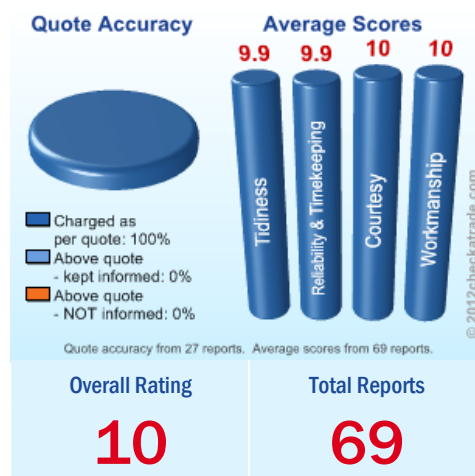 Quote Accuracy
Average Scores
9.9 9.9 10 10
Tidiness
Reliability & Timekeeping
Courtesy
Workmanship
Charged as
per quote: 100%
Above quote
- kept informed: 0%
Above quote
- NOT informed: 0%
© 2012checkatrade.com
Quote accuracy from 27 reports. Average scores from 69 reports.
Overall Rating
10
Total Reports
69